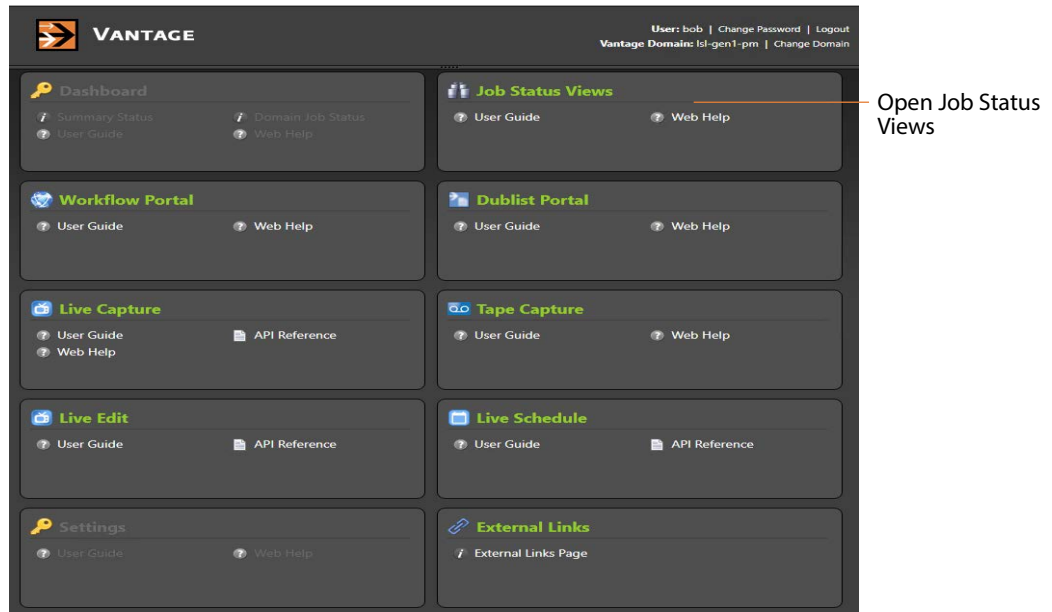 VANTAGE
User: bob | Change Password | Logout
Vantage Domain: lsl-gen1-pm | Change Domain
Dashboard
Summary Status
Domain Job Status
User Guide
Web Help
Job Status Views
User Guide
Web Help
Open Job Status
Views
Workflow Portal
User Guide
Web Help
Dublist Portal
User Guide
Web Help
Live Capture
User Guide
API Reference
Web Help
Tape Capture
User Guide
Web Help
Live Edit
User Guide
API Reference
Live Schedule
User Guide
API Reference
Settings
User Guide
Web Help
External Links
External Links Page